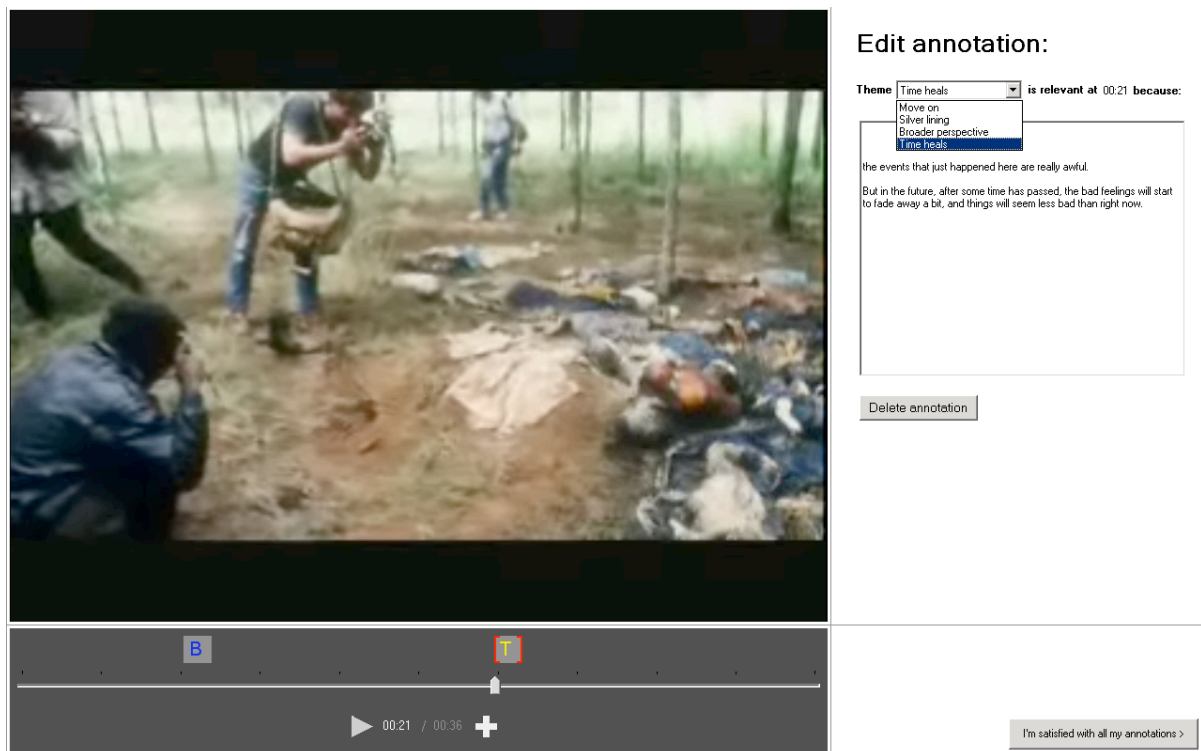 Edit annotation:
Theme Time heals is relevant at 00:21 because:
Move on
Silver lining
Broader perspective
Time heals
the events that just happened here are really awful.
But in the future, after some time has passed, the bad feelings will start
to fade away a bit, and things will seem less bad than right now.
Delete annotation
B T
00:21 / 00:36
I'm satisfied with all my annotations >